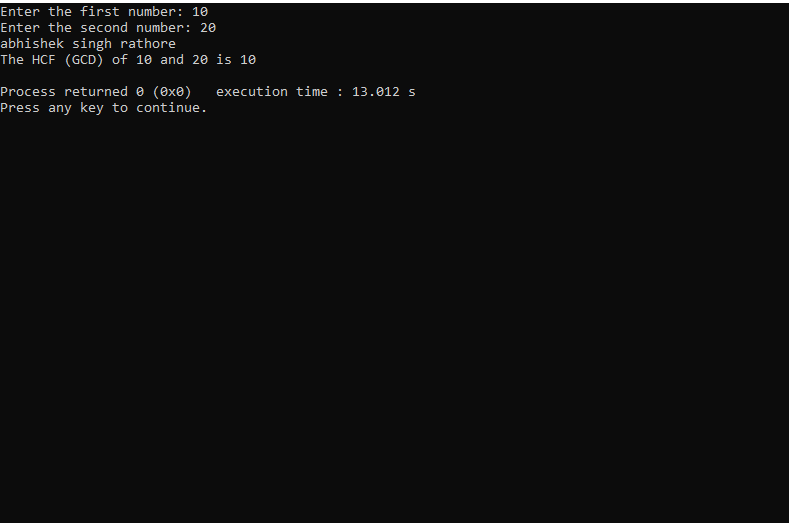 Enter the first number: 10
Enter the second number: 20
abhishek singh rathore
The HCF (GCD) of 10 and 20 is 10
Process returned 0 (0x0)   execution time : 13.012 s
Press any key to continue.